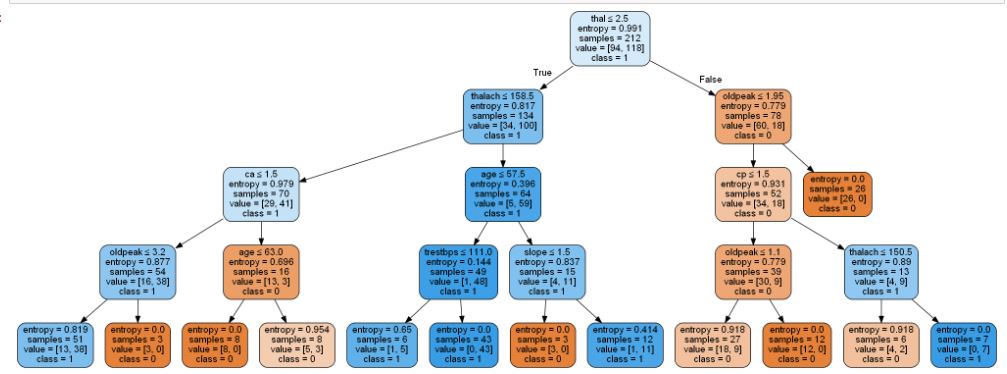 thal ≤ 2.5
entropy = 0.991
samples = 212
value = [94, 118]
class = 1
True
False
thalach ≤ 158.5
entropy = 0.817
samples = 134
value = [34, 100]
class = 1
oldpeak ≤ 1.95
entropy = 0.779
samples = 78
value = [60, 18]
class = 0
ca ≤ 1.5
entropy = 0.979
samples = 70
value = [29, 41]
class = 1
age ≤ 57.5
entropy = 0.396
samples = 64
value = [5, 59]
class = 1
cp ≤ 1.5
entropy = 0.931
samples = 52
value = [34, 18]
class = 0
entropy = 0.0
samples = 26
value = [26, 0]
class = 0
oldpeak ≤ 3.2
entropy = 0.877
samples = 54
value = [16, 38]
class = 1
age ≤ 63.0
entropy = 0.696
samples = 16
value = [13, 3]
class = 0
trestbps ≤ 111.0
entropy = 0.144
samples = 49
value = [1, 48]
class = 1
slope ≤ 1.5
entropy = 0.837
samples = 15
value = [4, 11]
class = 1
oldpeak ≤ 1.1
entropy = 0.779
samples = 39
value = [30, 9]
class = 0
thalach ≤ 150.5
entropy = 0.89
samples = 13
value = [4, 9]
class = 1
entropy = 0.819
samples = 51
value = [13, 38]
class = 1
entropy = 0.0
samples = 3
value = [3, 0]
class = 0
entropy = 0.0
samples = 8
value = [8, 0]
class = 0
entropy = 0.954
samples = 8
value = [5, 3]
class = 0
entropy = 0.65
samples = 6
value = [1, 5]
class = 1
entropy = 0.0
samples = 43
value = [0, 43]
class = 1
entropy = 0.0
samples = 3
value = [3, 0]
class = 0
entropy = 0.414
samples = 12
value = [1, 11]
class = 1
entropy = 0.918
samples = 27
value = [18, 9]
class = 0
entropy = 0.0
samples = 12
value = [12, 0]
class = 0
entropy = 0.918
samples = 6
value = [4, 2]
class = 0
entropy = 0.0
samples = 7
value = [0, 7]
class = 1